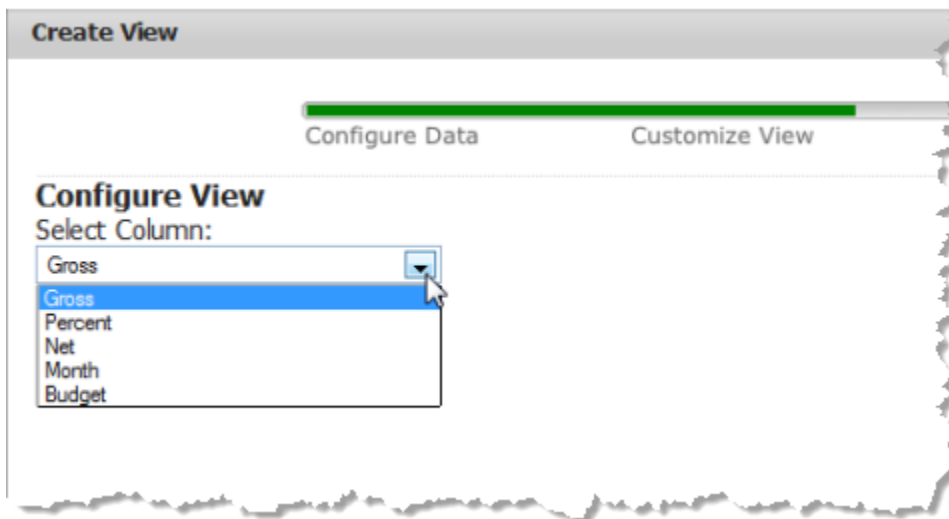 Create View
Configure Data Customize View
Configure View
Select Column:
Gross
Gross
Percent
Net
Month
Budget